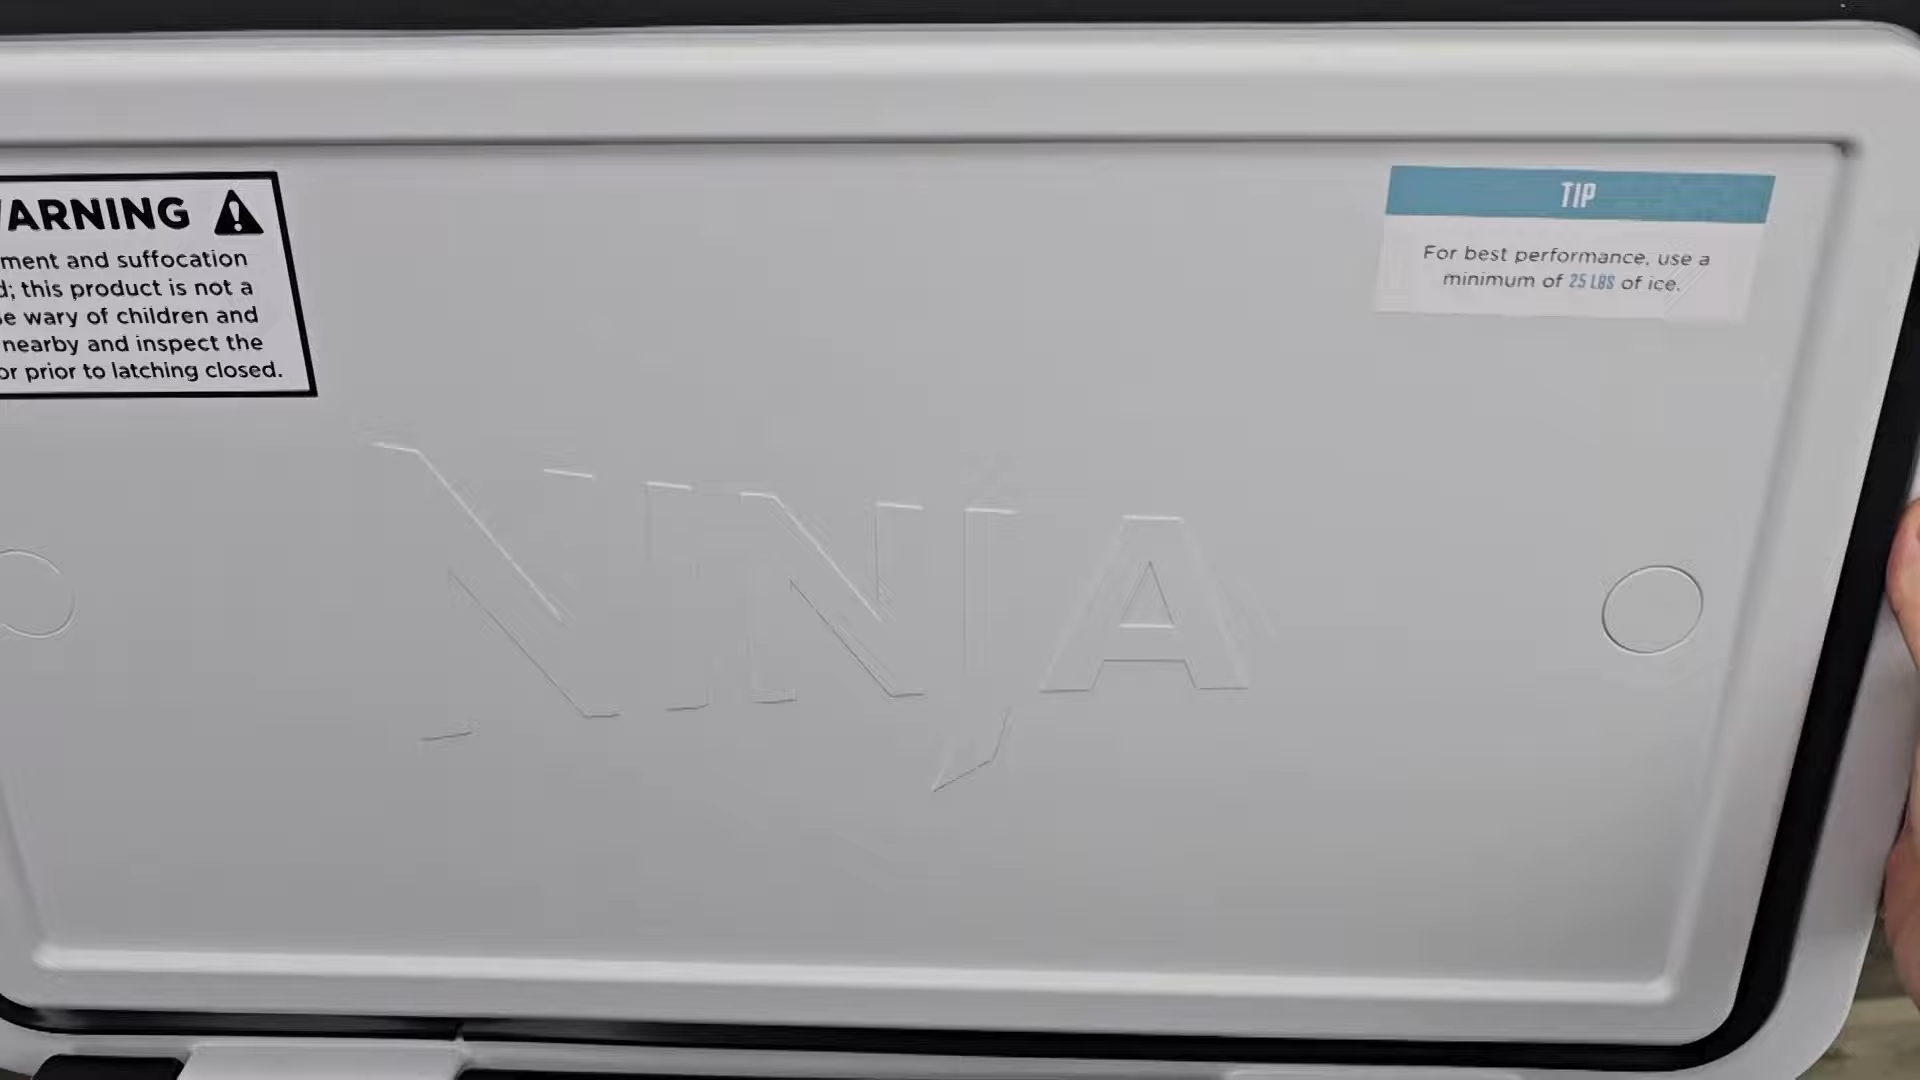 WARNING
ment and suffocation
; this product is not a
e wary of children and
nearby and inspect the
or prior to latching closed.
TIP
For best performance, use a
minimum of 25 LBS of ice.
NINJA